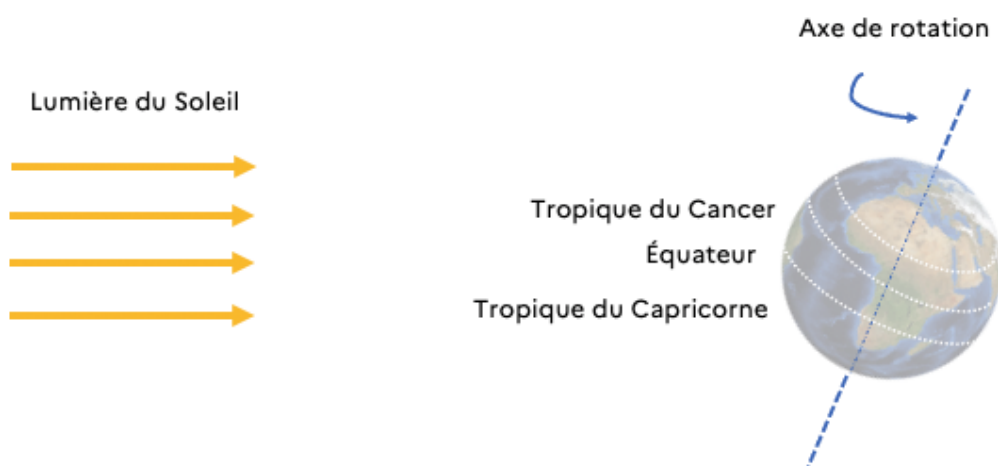 Axe de rotation
Lumière du Soleil
Tropique du Cancer
Équateur
Tropique du Capricorne